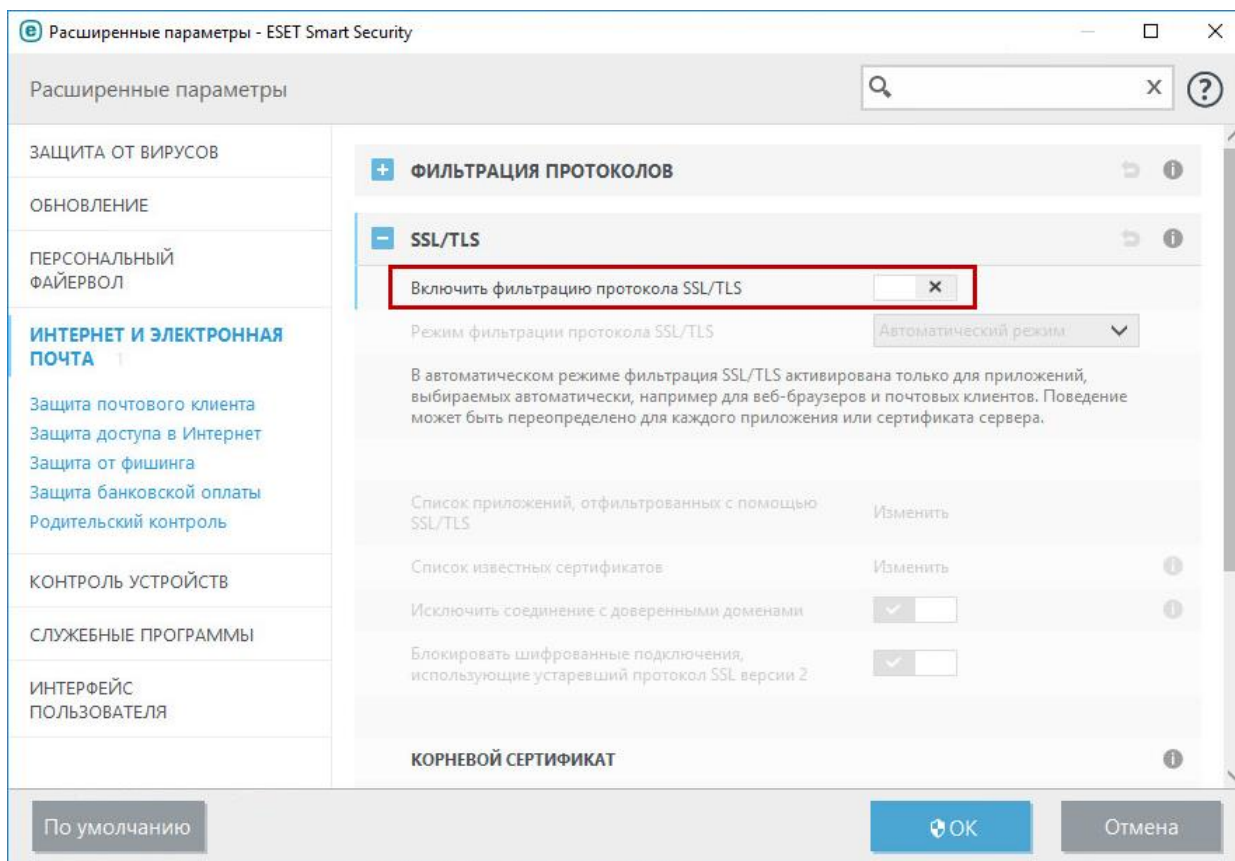 Расширенные параметры - ESET Smart Security
Расширенные параметры
ЗАЩИТА ОТ ВИРУСОВ
ОБНОВЛЕНИЕ
ПЕРСОНАЛЬНЫЙ
ФАЙЕРВОЛ
ИНТЕРНЕТ И ЭЛЕКТРОННАЯ
ПОЧТА 1
Защита почтового клиента
Защита доступа в Интернет
Защита от фишинга
Защита банковской оплаты
Родительский контроль
КОНТРОЛЬ УСТРОЙСТВ
СЛУЖЕБНЫЕ ПРОГРАММЫ
ИНТЕРФЕЙС
ПОЛЬЗОВАТЕЛЯ
ФИЛЬТРАЦИЯ ПРОТОКОЛОВ
SSL/TLS
Включить фильтрацию протокола SSL/TLS
Режим фильтрации протокола SSL/TLS Автоматический режим
В автоматическом режиме фильтрация SSL/TLS активирована только для приложений,
выбираемых автоматически, например для веб-браузеров и почтовых клиентов. Поведение
может быть переопределено для каждого приложения или сертификата сервера.
Список приложений, отфильтрованных с помощью
SSL/TLS Изменить
Список известных сертификатов Изменить
Исключить соединение с доверенными доменами
Блокировать шифрованные подключения,
использующие устаревший протокол SSL версии 2
КОРНЕВОЙ СЕРТИФИКАТ
По умолчанию
OK
Отмена